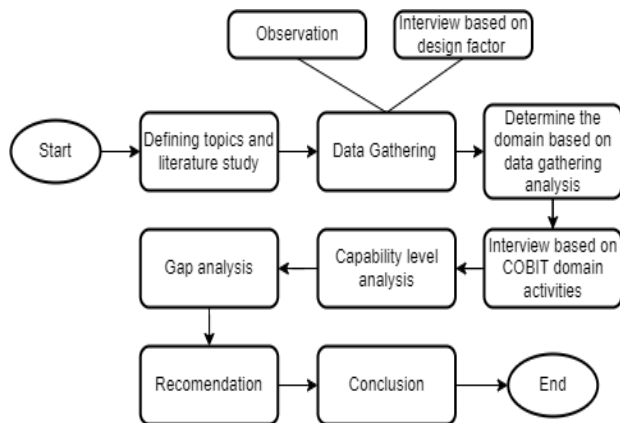 Observation
Interview based on
design factor
Start
Defining topics and
literature study
Data Gathering
Determine the
domain based on
data gathering
analysis
Gap analysis
Capability level
analysis
Interview based on
COBIT domain
activities
Recomendation
Conclusion
End